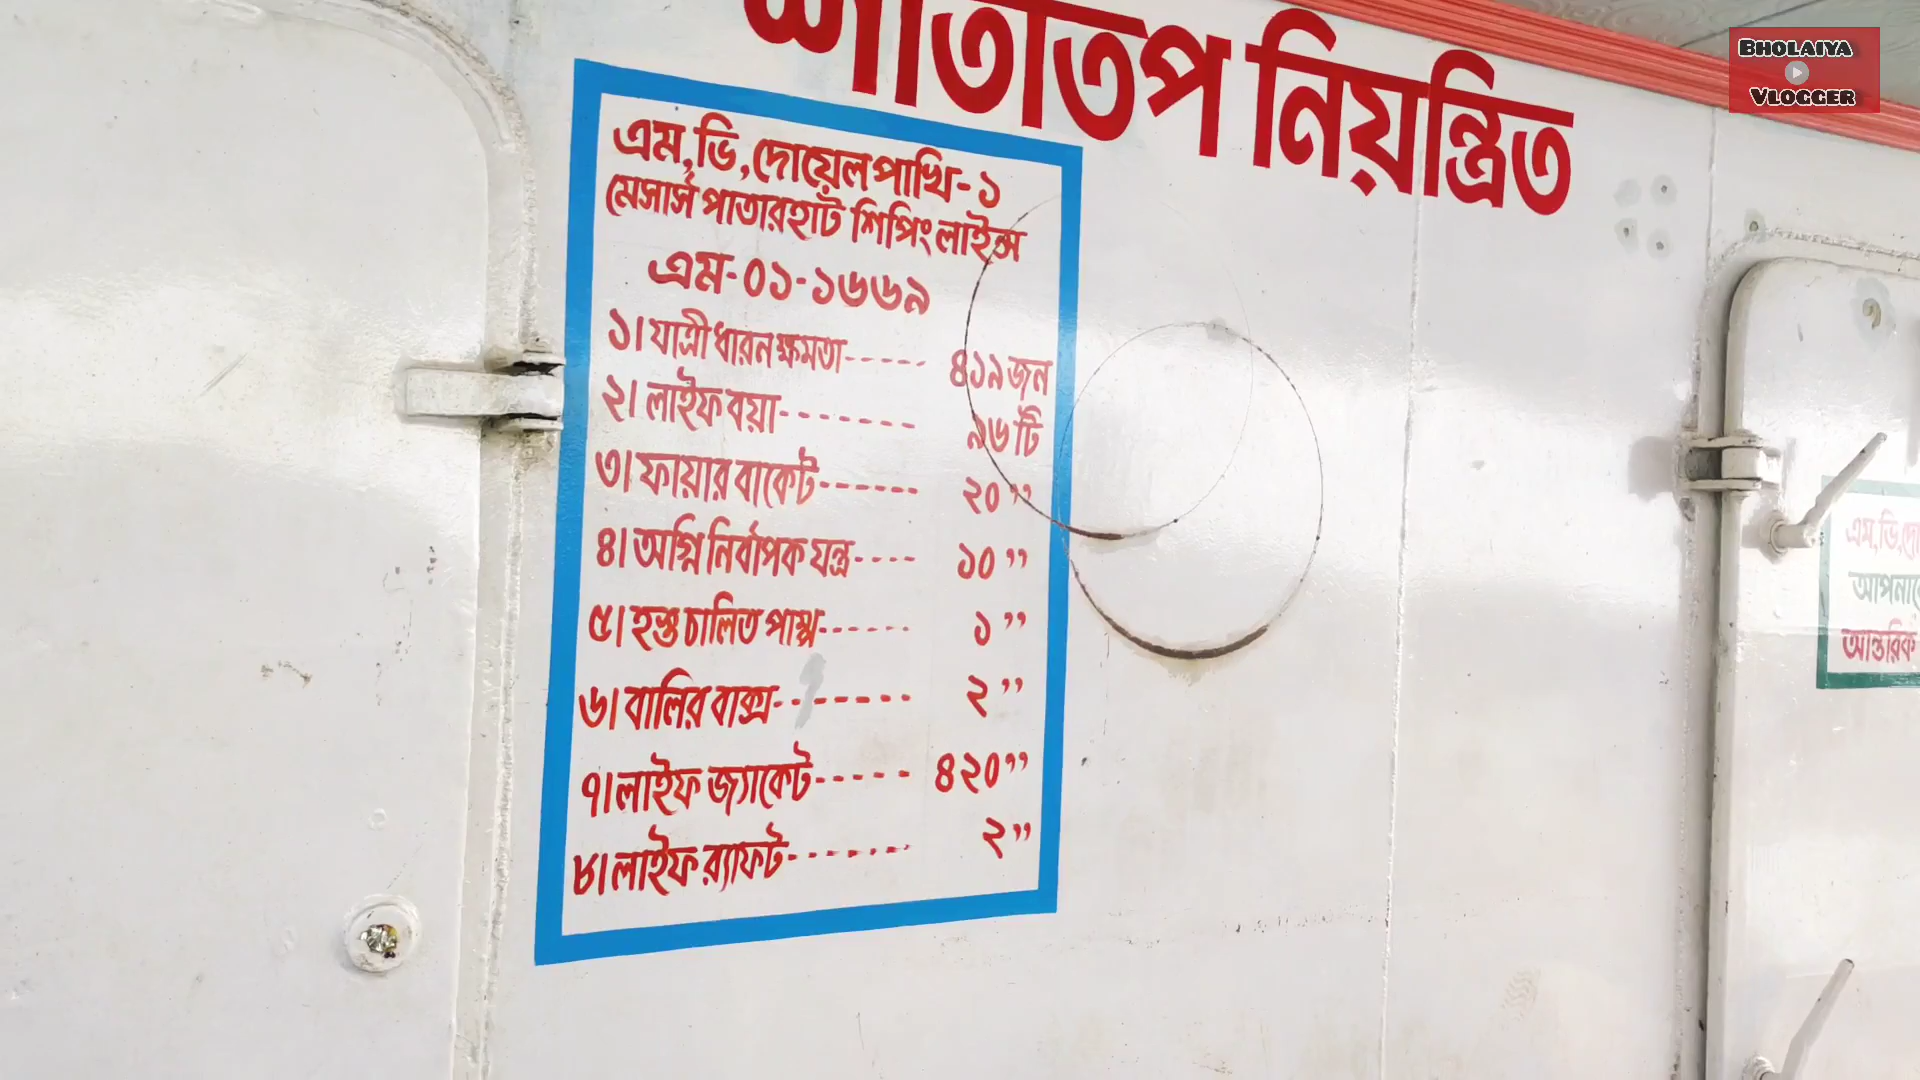 শীতাতপ নিয়ন্ত্রিত
BHOLAIYA
VLOGGER
এম,ভি,দোয়েল পাখি-১
মেসার্স পাতারহাট শিপিং লাইন্স
এম-০১-১৬৬৯
১। যাত্রী ধারন ক্ষমতা------ ৪১৯ জন
২। লাইফ বয়া------- ৯৬ টি
৩। ফায়ার বাকেট------ ২০ ,,
৪। অগ্নি নির্বাপক যন্ত্র---- ১০ ,,
৫। হস্ত চালিত পাম্প------ ১ ,,
৬। বালির বাক্স-------- ২ ,,
৭। লাইফ জ্যাকেট----- ৪২০ ,,
৮। লাইফ র‍্যাফট------- ২ ,,
এম,ভি,
আন্তরিক